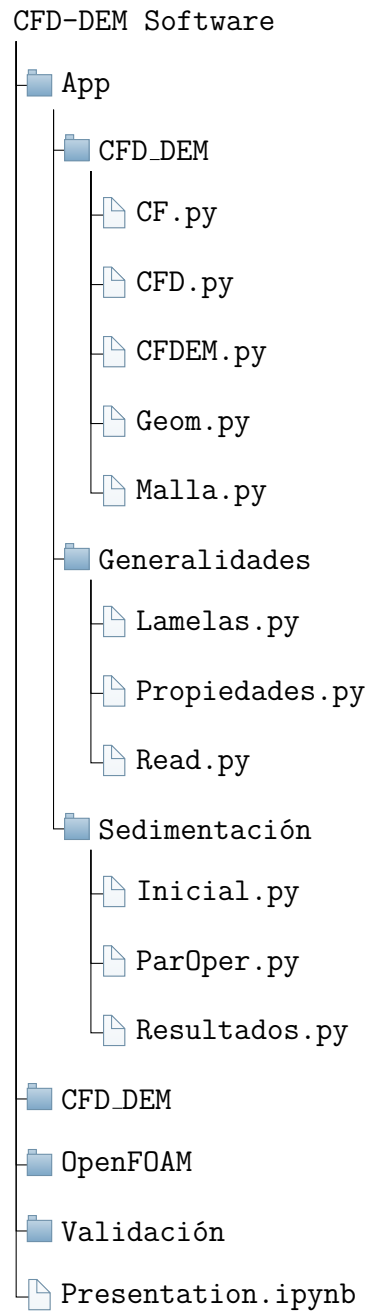 CFD-DEM Software
App
CFD_DEM
CF.py
CFD.py
CFDEM.py
Geom.py
Malla.py
Generalidades
Lamelas.py
Propiedades.py
Read.py
Sedimentación
Inicial.py
ParOper.py
Resultados.py
CFD_DEM
OpenFOAM
Validación
Presentation.ipynb